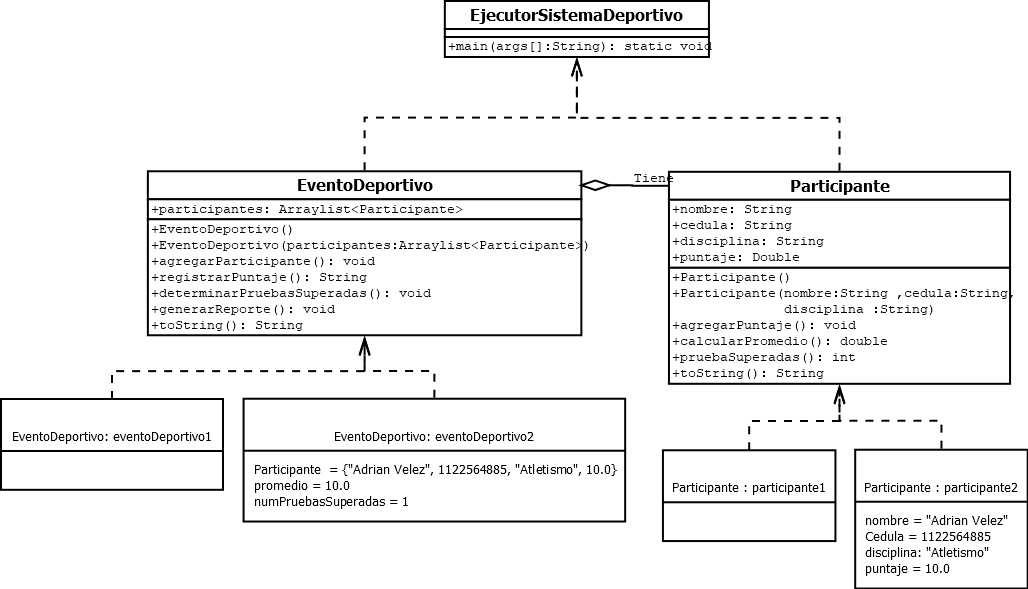 EjecutorSistemaDeportivo
+main(args[]:String): static void
EventoDeportivo
+participantes: Arraylist<Participante>
+EventoDeportivo()
+EventoDeportivo(participantes:Arraylist<Participante>)
+agregarParticipante(): void
+registrarPuntaje(): String
+determinarPruebasSuperadas(): void
+generarReporte(): void
+toString(): String
Tiene
Participante
+nombre: String
+cedula: String
+disciplina: String
+puntaje: Double
+Participante()
+Participante(nombre:String ,cedula:String,
disciplina :String)
+agregarPuntaje(): void
+calcularPromedio(): double
+pruebaSuperadas(): int
+toString(): String
EventoDeportivo: eventoDeportivo1
EventoDeportivo: eventoDeportivo2
Participante  = {"Adrian Velez", 1122564885, "Atletismo", 10.0}
promedio = 10.0
numPruebasSuperadas = 1
Participante : participante1
Participante : participante2
nombre = "Adrian Velez"
Cedula = 1122564885
disciplina: "Atletismo"
puntaje = 10.0